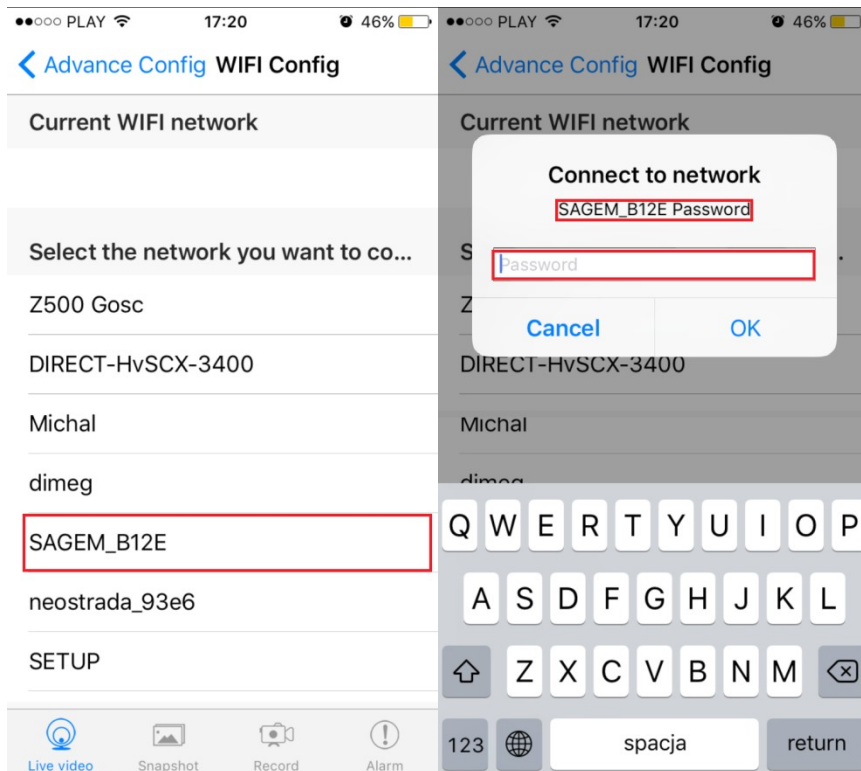 PLAY 17:20 46%
Advance Config WIFI Config
Current WIFI network
Select the network you want to co...
Z500 Gosc
DIRECT-HvSCX-3400
Michal
dimeg
SAGEM_B12E
neostrada_93e6
SETUP
Live video Snapshot Record Alarm
PLAY 17:20 46%
Advance Config WIFI Config
Current WIFI network
Connect to network
SAGEM_B12E Password
Password
Cancel OK
DIRECT-HvSCX-3400
Michal
dimeg
Q W E R T Y U I O P
A S D F G H J K L
Z X C V B N M
123 spacja return